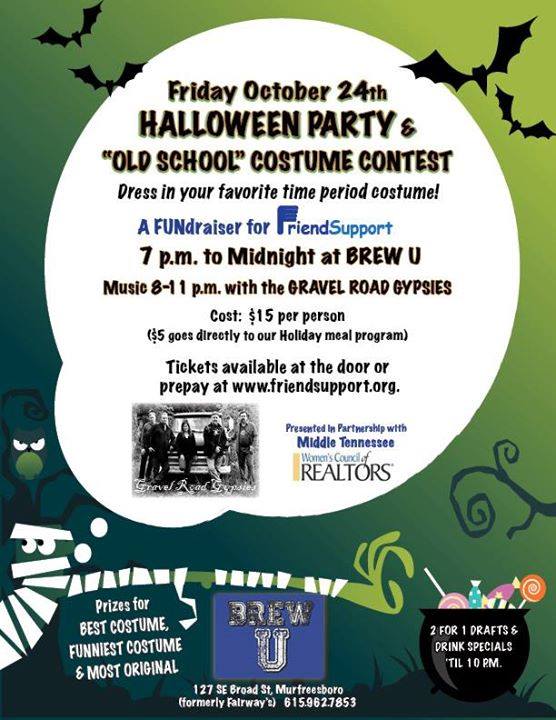 Friday October 24th
HALLOWEEN PARTY &
"OLD SCHOOL" COSTUME CONTEST
Dress in your favorite time period costume!
A FUNdraiser for FriendSupport
7 p.m. to Midnight at BREW U
Music 8-11 p.m. with the GRAVEL ROAD GYPSIES
Cost: $15 per person
($5 goes directly to our Holiday meal program)
Tickets available at the door or
prepay at www.friendsupport.org.
Gravel Road Gypsies
Presented in Partnership with
Middle Tennessee
Women's Council of
REALTORS®
Prizes for
BEST COSTUME,
FUNNIEST COSTUME
& MOST ORIGINAL
BREW
U
2 FOR 1 DRAFTS &
DRINK SPECIALS
'TIL 10 P.M.
127 SE Broad St, Murfreesboro
(formerly Fairway's) 615.962.7853